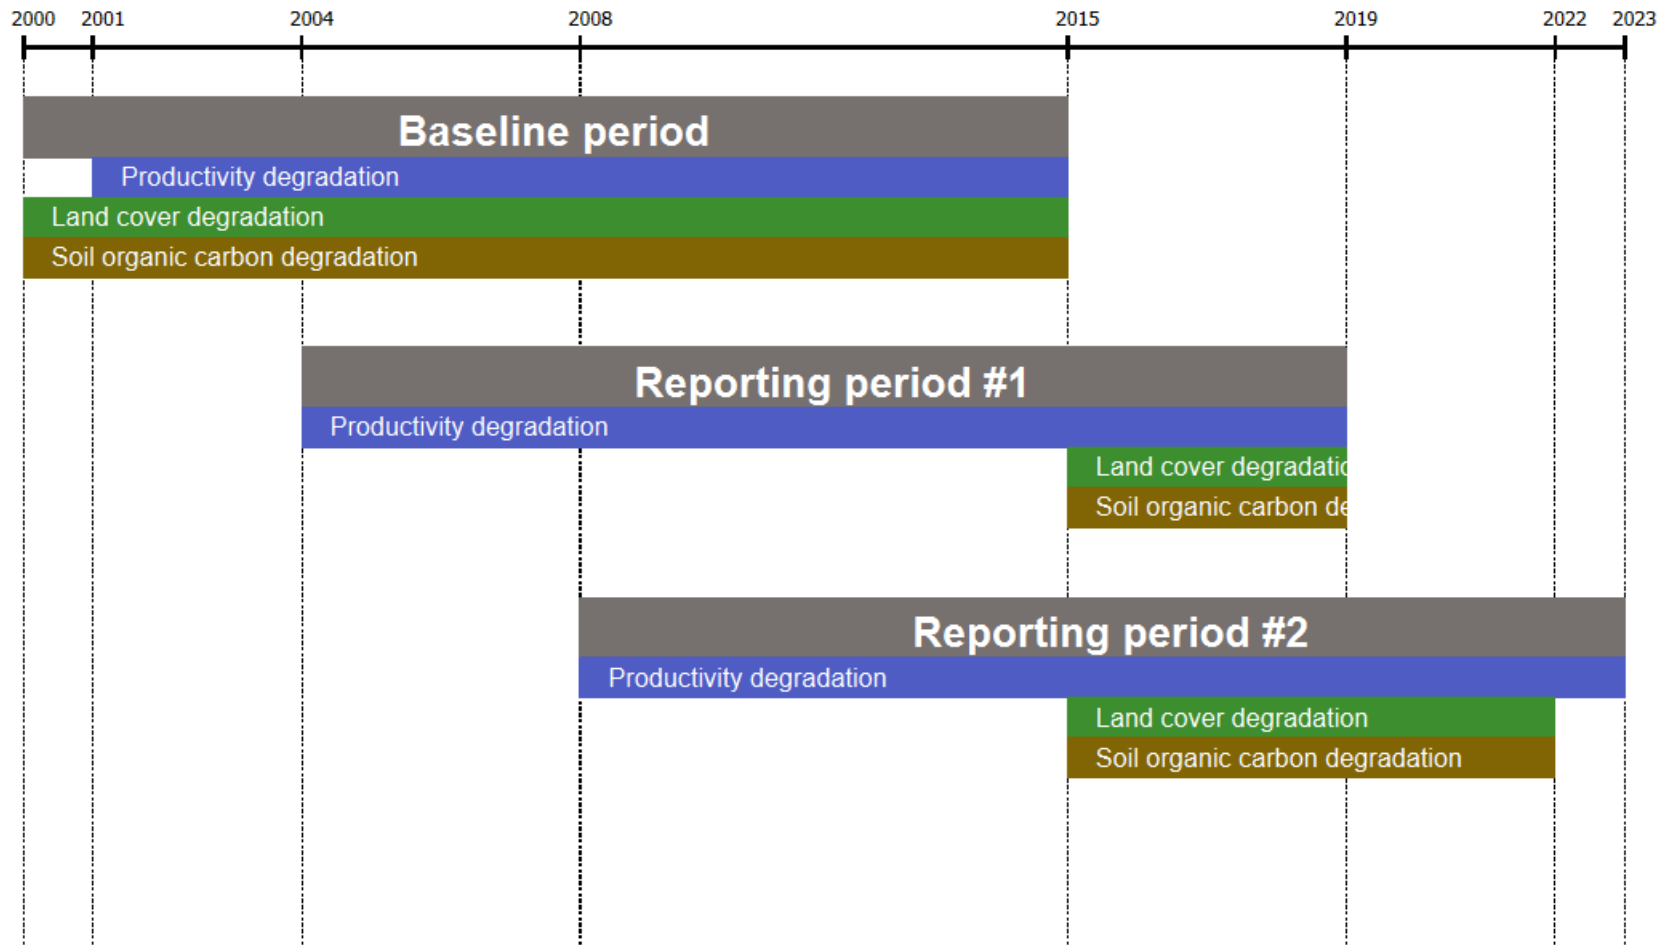 2000 2001 2004 2008 2015 2019 2022 2023
Baseline period
Productivity degradation
Land cover degradation
Soil organic carbon degradation
Reporting period #1
Productivity degradation
Land cover degradatic
Soil organic carbon de
Reporting period #2
Productivity degradation
Land cover degradation
Soil organic carbon degradation